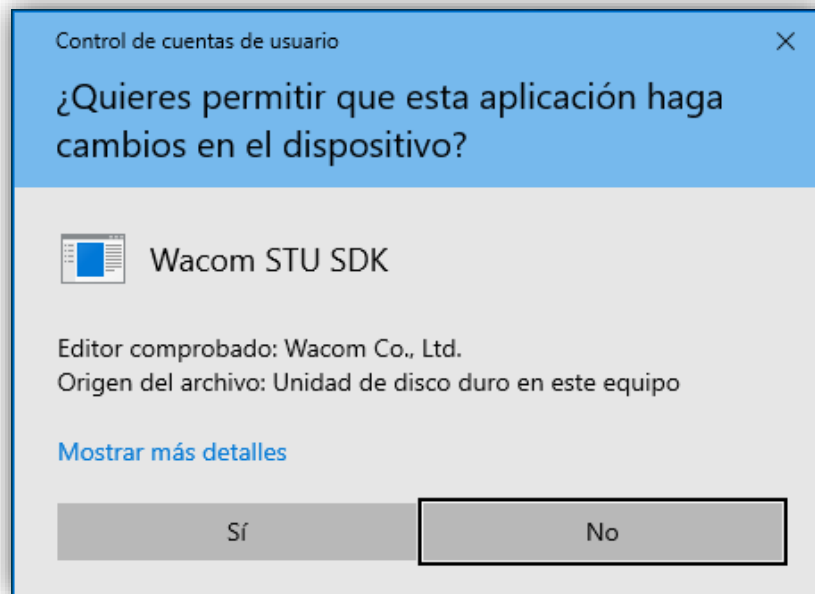 Control de cuentas de usuario
¿Quieres permitir que esta aplicación haga
cambios en el dispositivo?
Wacom STU SDK
Editor comprobado: Wacom Co., Ltd.
Origen del archivo: Unidad de disco duro en este equipo
Mostrar más detalles
Sí
No